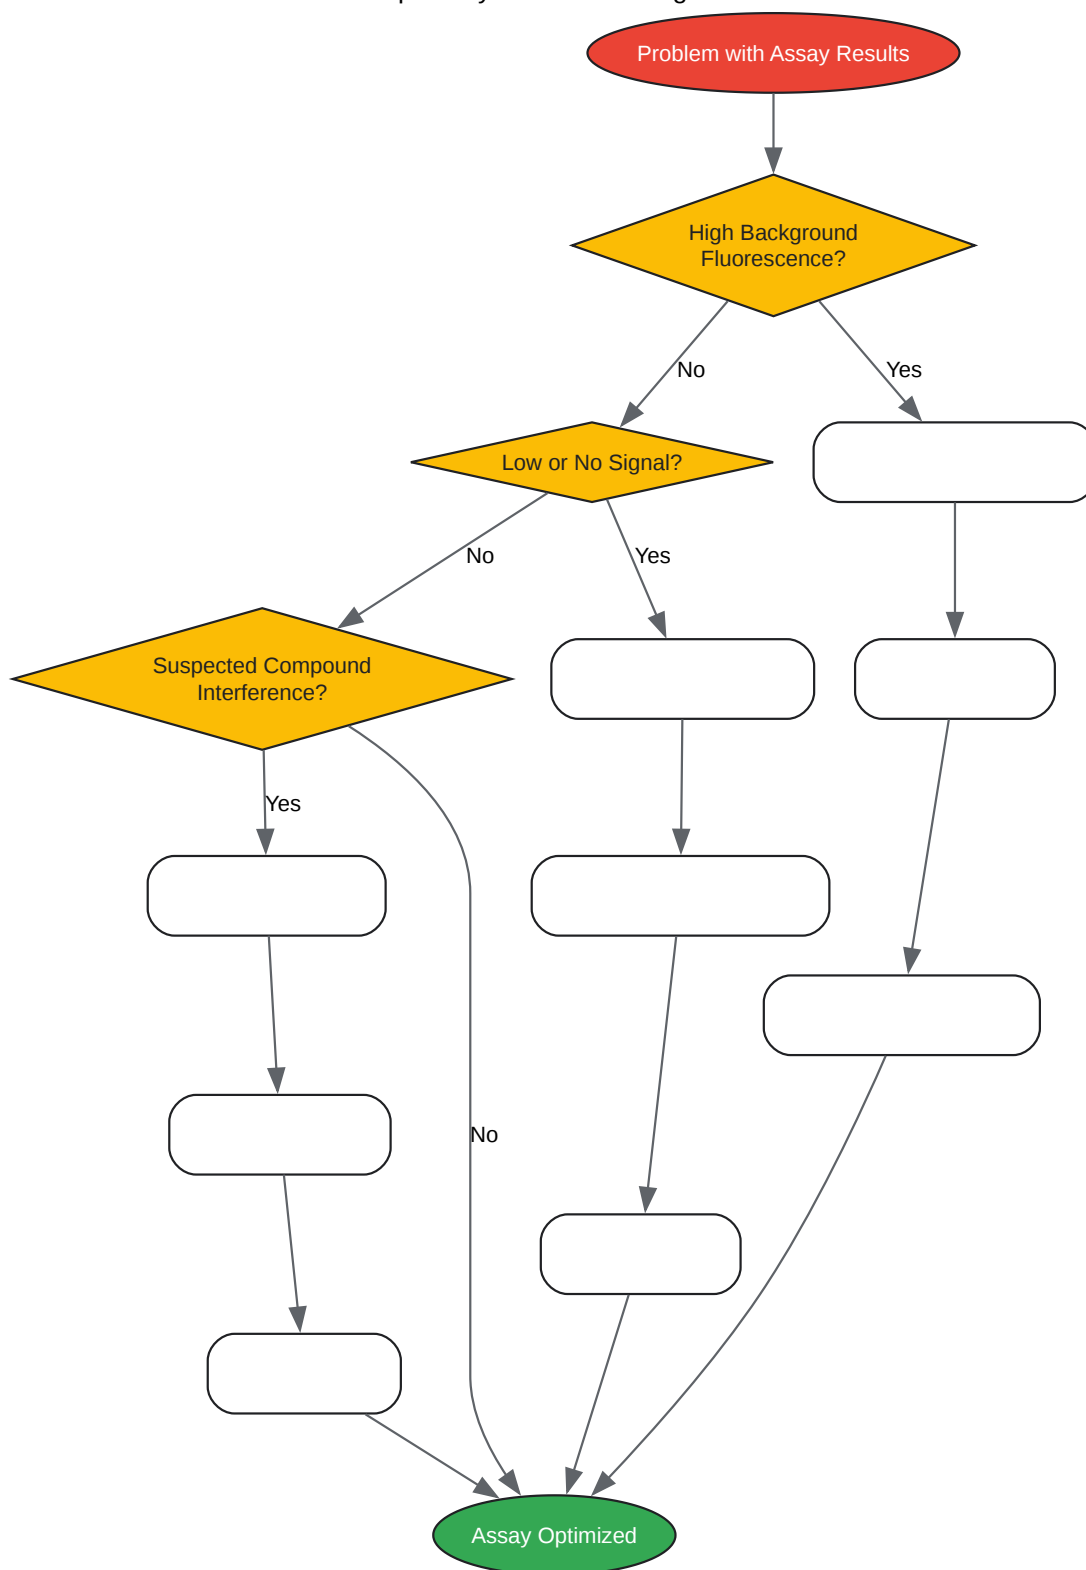 Problem with Assay Results
High Background
Fluorescence?
No
Yes
Low or No Signal?
No
Yes
Suspected Compound
Interference?
Yes
No
Assay Optimized